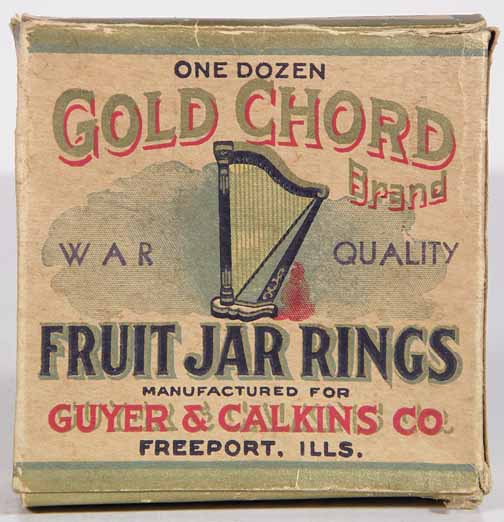 ONE DOZEN
GOLD CHORD
Brand
WAR QUALITY
FRUIT JAR RINGS
MANUFACTURED FOR
GUYER & CALKINS CO
FREEPORT, ILLS.